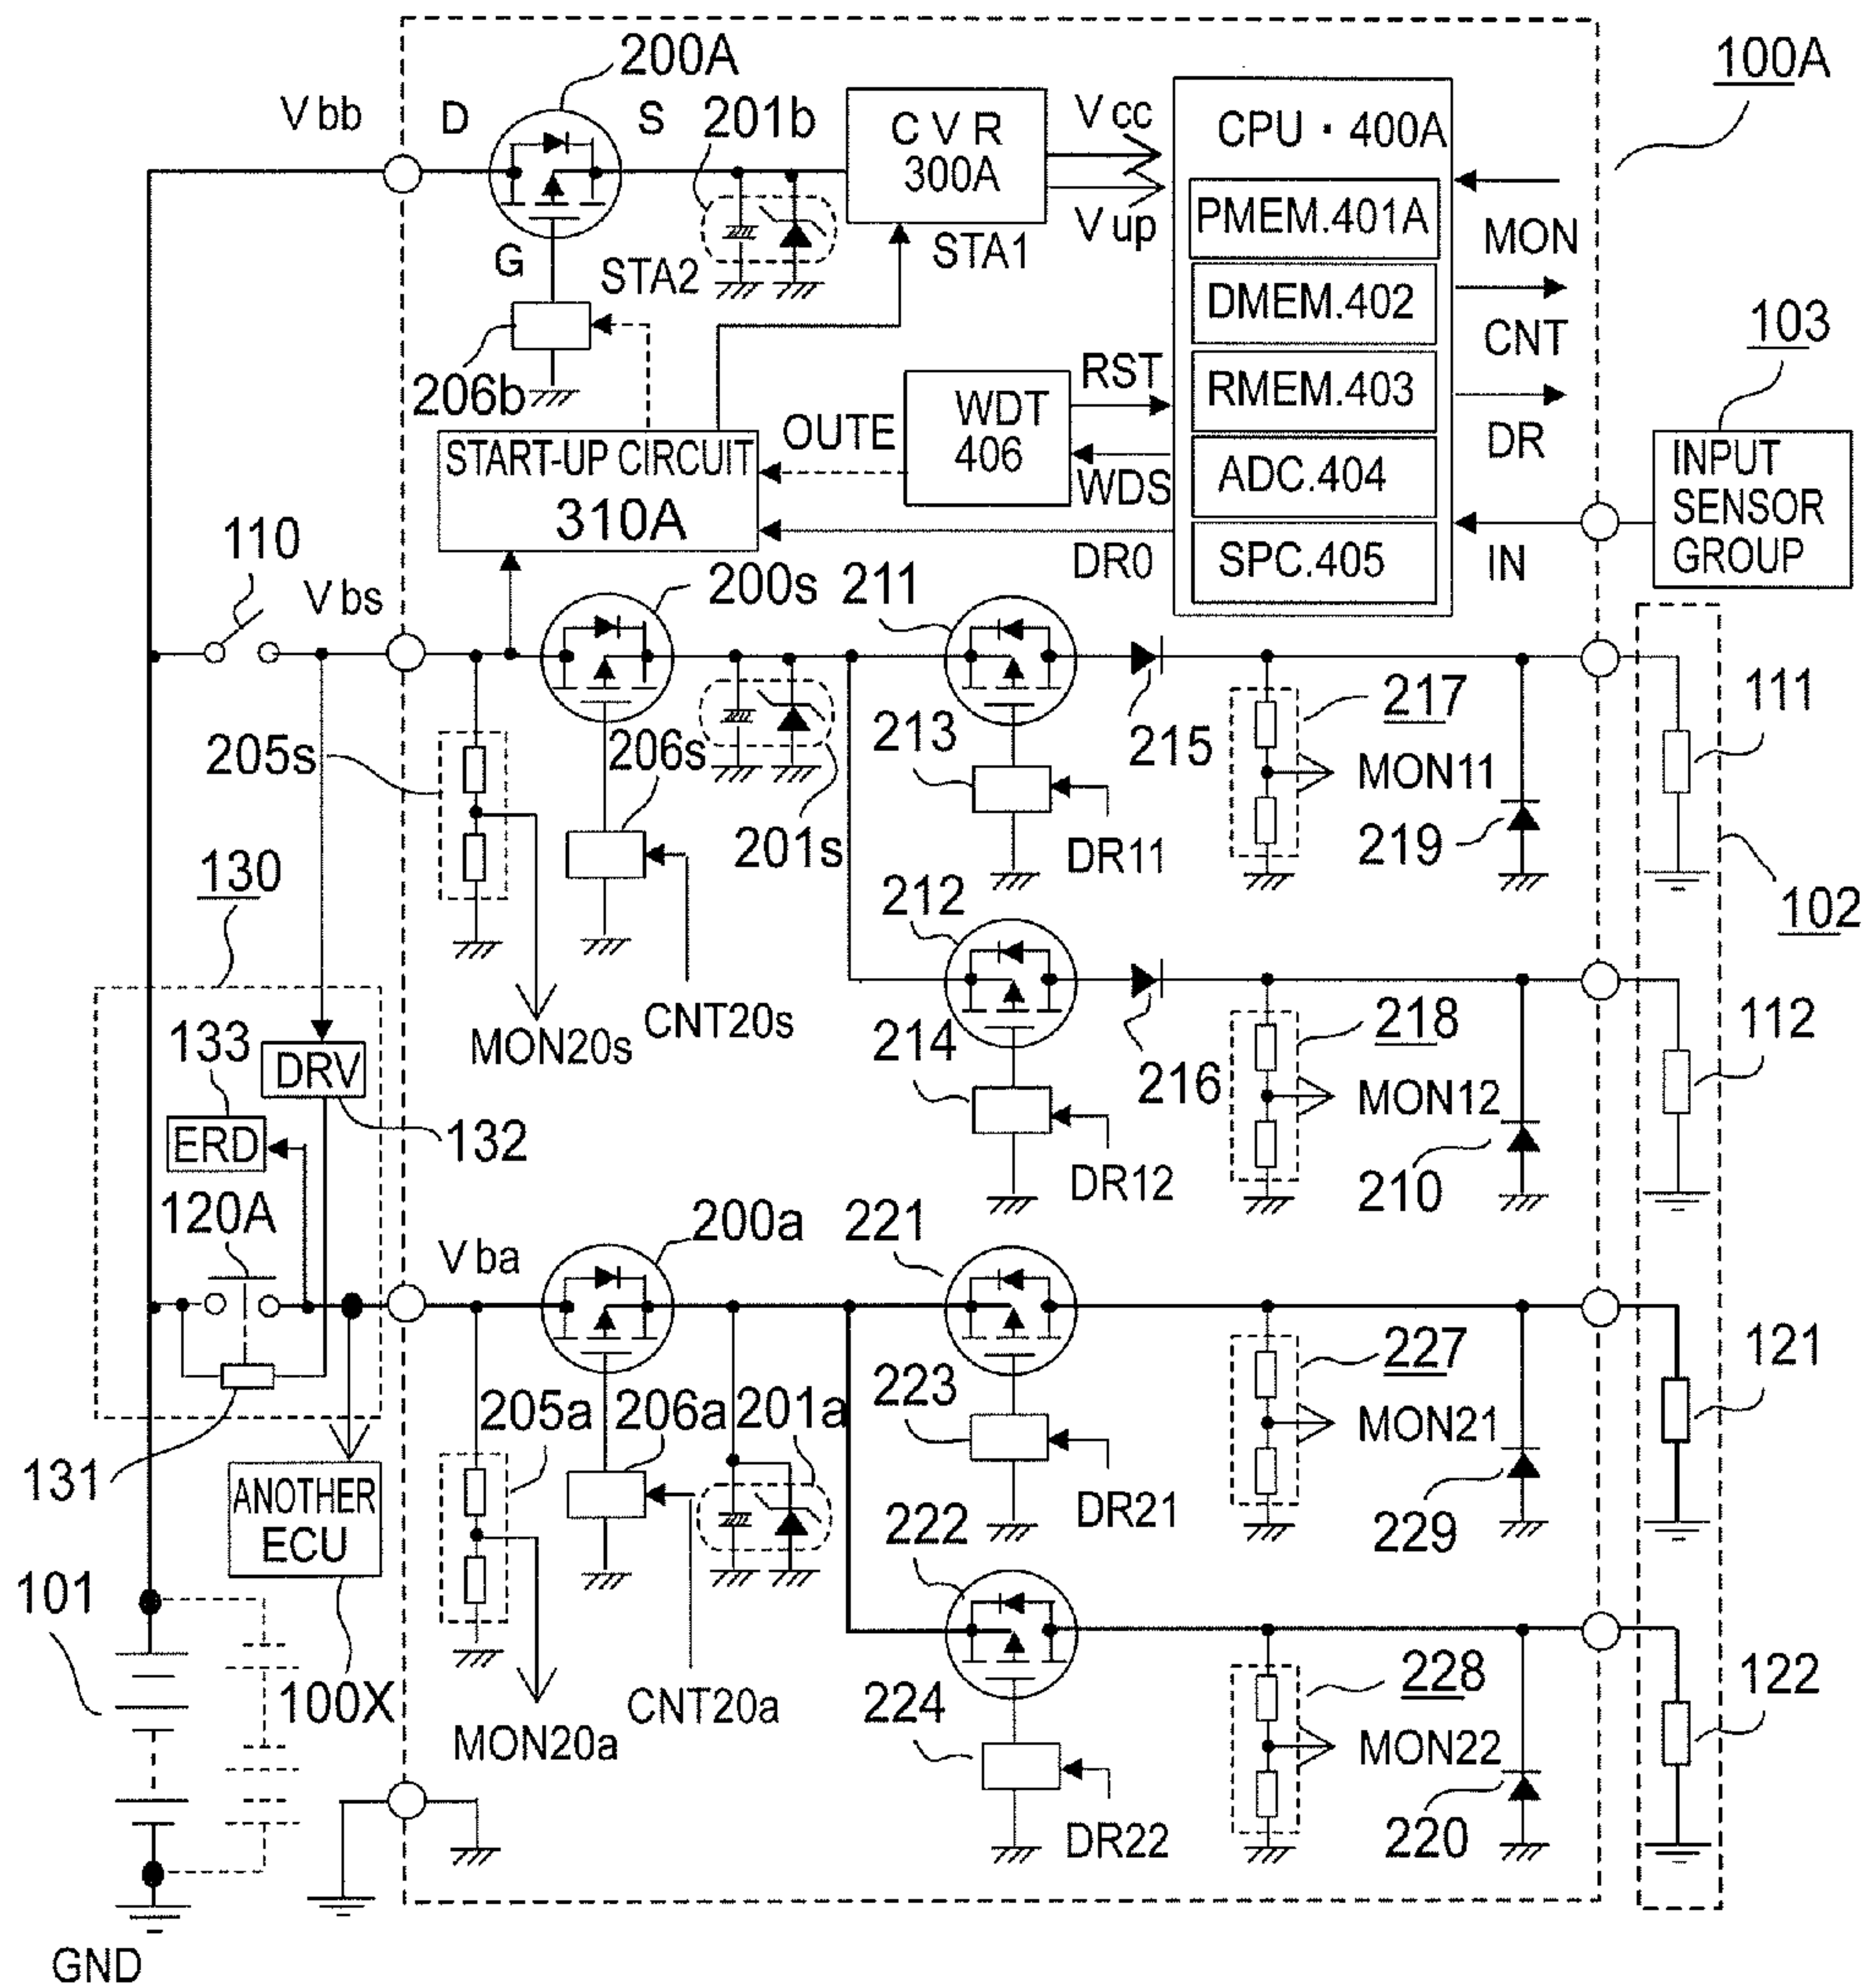 200A
100A
Vbb
D
S
201b
CVR
300A
Vcc
Vup
CPU・400A
PMEM.401A
DMEM.402
RMEM.403
ADC.404
SPC.405
MON
CNT
DR
IN
103
INPUT
SENSOR
GROUP
G
STA2
STA1
206b
START-UP CIRCUIT
310A
OUTE
WDT
406
RST
WDS
DR0
110
Vbs
200s
211
205s
206s
201s
213
DR11
215
217
MON11
219
111
102
130
MON20s
CNT20s
212
214
DR12
216
218
MON12
210
112
133
DRV
ERD
132
120A
131
Vba
200a
221
205a
206a
201a
223
DR21
227
MON21
229
121
ANOTHER
ECU
101
100X
MON20a
CNT20a
222
224
DR22
228
MON22
220
122
GND